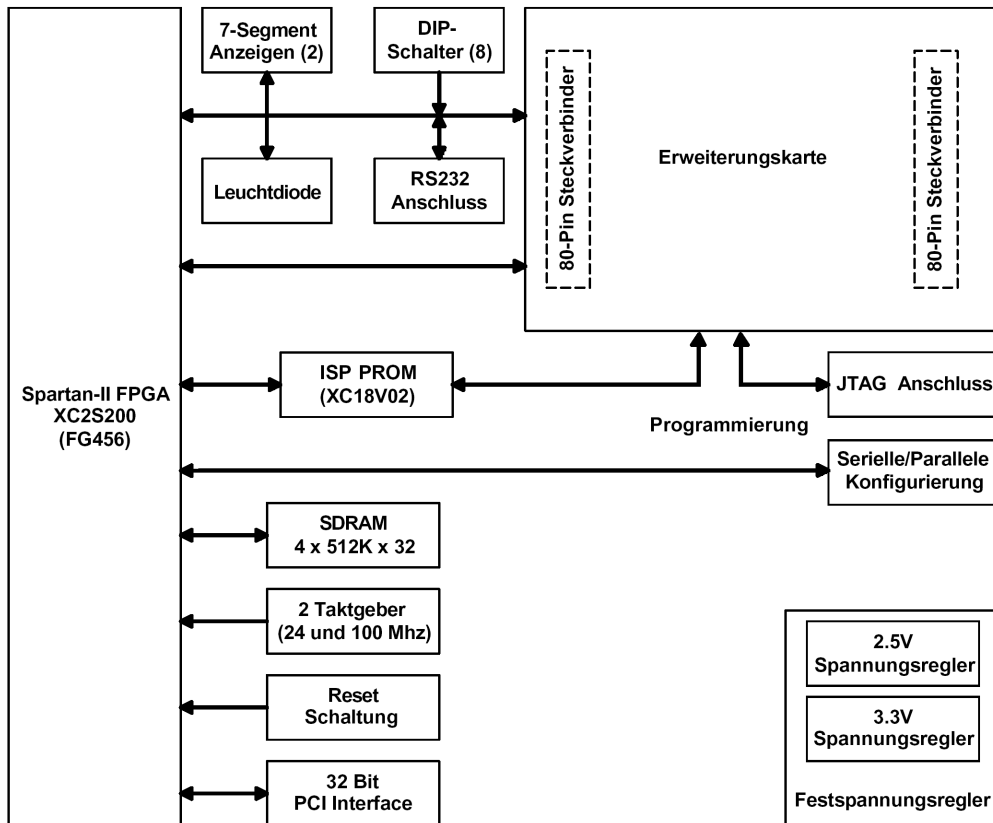 7-Segment
Anzeigen (2)
DIP-
Schalter (8)
80-Pin Steckverbinder
Erweiterungskarte
80-Pin Steckverbinder
Leuchtdiode
RS232
Anschluss
Spartan-II FPGA
XC2S200
(FG456)
ISP PROM
(XC18V02)
JTAG Anschluss
Programmierung
Serielle/Parallele
Konfigurierung
SDRAM
4 x 512K x 32
2 Taktgeber
(24 und 100 Mhz)
Reset
Schaltung
32 Bit
PCI Interface
2.5V
Spannungsregler
3.3V
Spannungsregler
Festspannungsregler